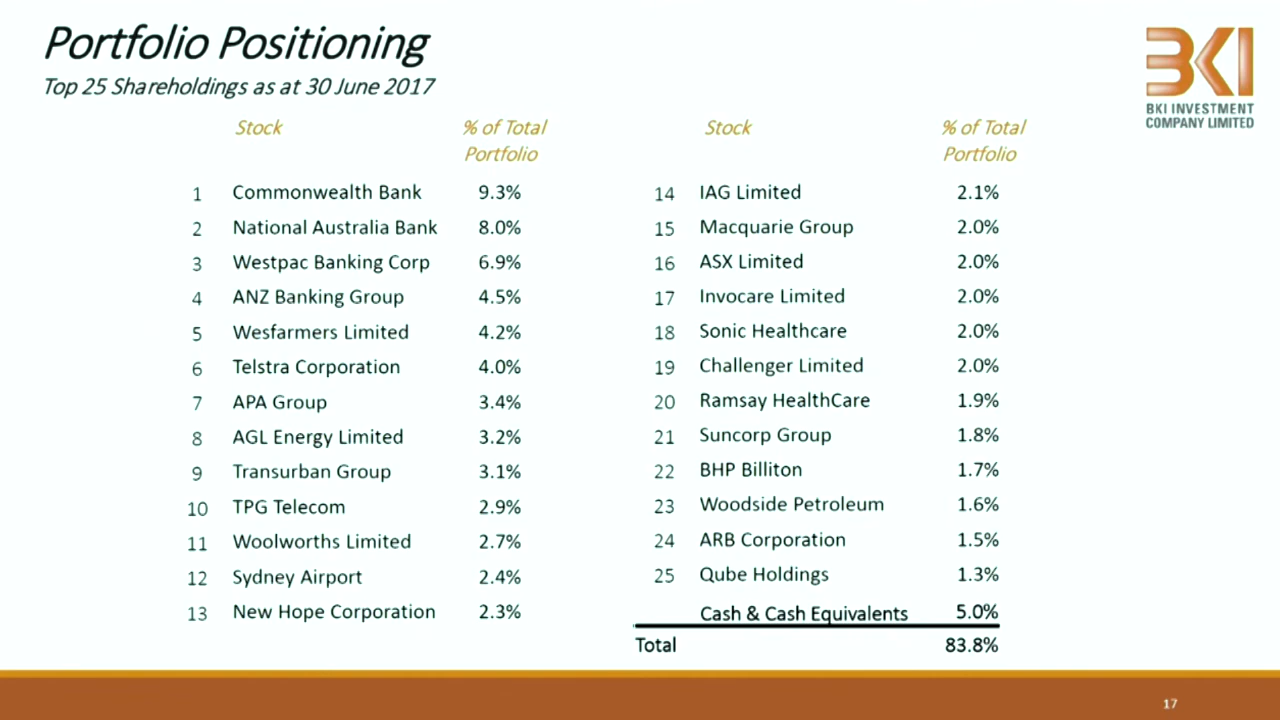 Portfolio Positioning
Top 25 Shareholdings as at 30 June 2017
BKI
BKI INVESTMENT
COMPANY LIMITED
Stock % of Total Portfolio
1 Commonwealth Bank 9.3%
2 National Australia Bank 8.0%
3 Westpac Banking Corp 6.9%
4 ANZ Banking Group 4.5%
5 Wesfarmers Limited 4.2%
6 Telstra Corporation 4.0%
7 APA Group 3.4%
8 AGL Energy Limited 3.2%
9 Transurban Group 3.1%
10 TPG Telecom 2.9%
11 Woolworths Limited 2.7%
12 Sydney Airport 2.4%
13 New Hope Corporation 2.3%
Stock % of Total Portfolio
14 IAG Limited 2.1%
15 Macquarie Group 2.0%
16 ASX Limited 2.0%
17 Invocare Limited 2.0%
18 Sonic Healthcare 2.0%
19 Challenger Limited 2.0%
20 Ramsay HealthCare 1.9%
21 Suncorp Group 1.8%
22 BHP Billiton 1.7%
23 Woodside Petroleum 1.6%
24 ARB Corporation 1.5%
25 Qube Holdings 1.3%
Cash & Cash Equivalents 5.0%
Total 83.8%
17